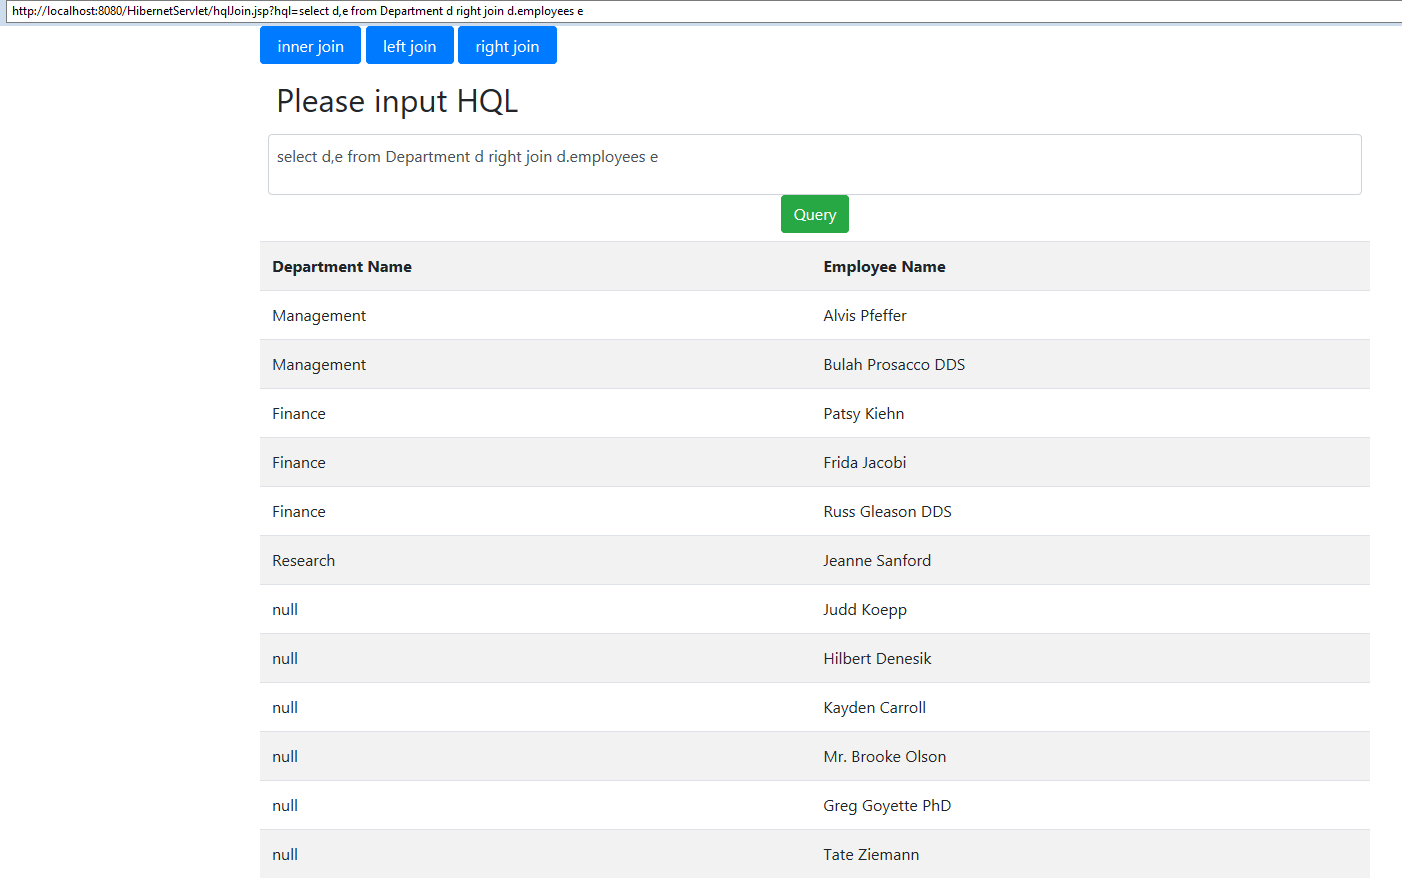 http://localhost:8080/HibernetServlet/hqlJoin.jsp?hql=select d,e from Department d right join d.employees e
inner join left join right join
Please input HQL
select d,e from Department d right join d.employees e
Query
Department Name Employee Name
Management Alvis Pfeffer
Management Bulah Prosacco DDS
Finance Patsy Kiehn
Finance Frida Jacobi
Finance Russ Gleason DDS
Research Jeanne Sanford
null Judd Koepp
null Hilbert Denesik
null Kayden Carroll
null Mr. Brooke Olson
null Greg Goyette PhD
null Tate Ziemann